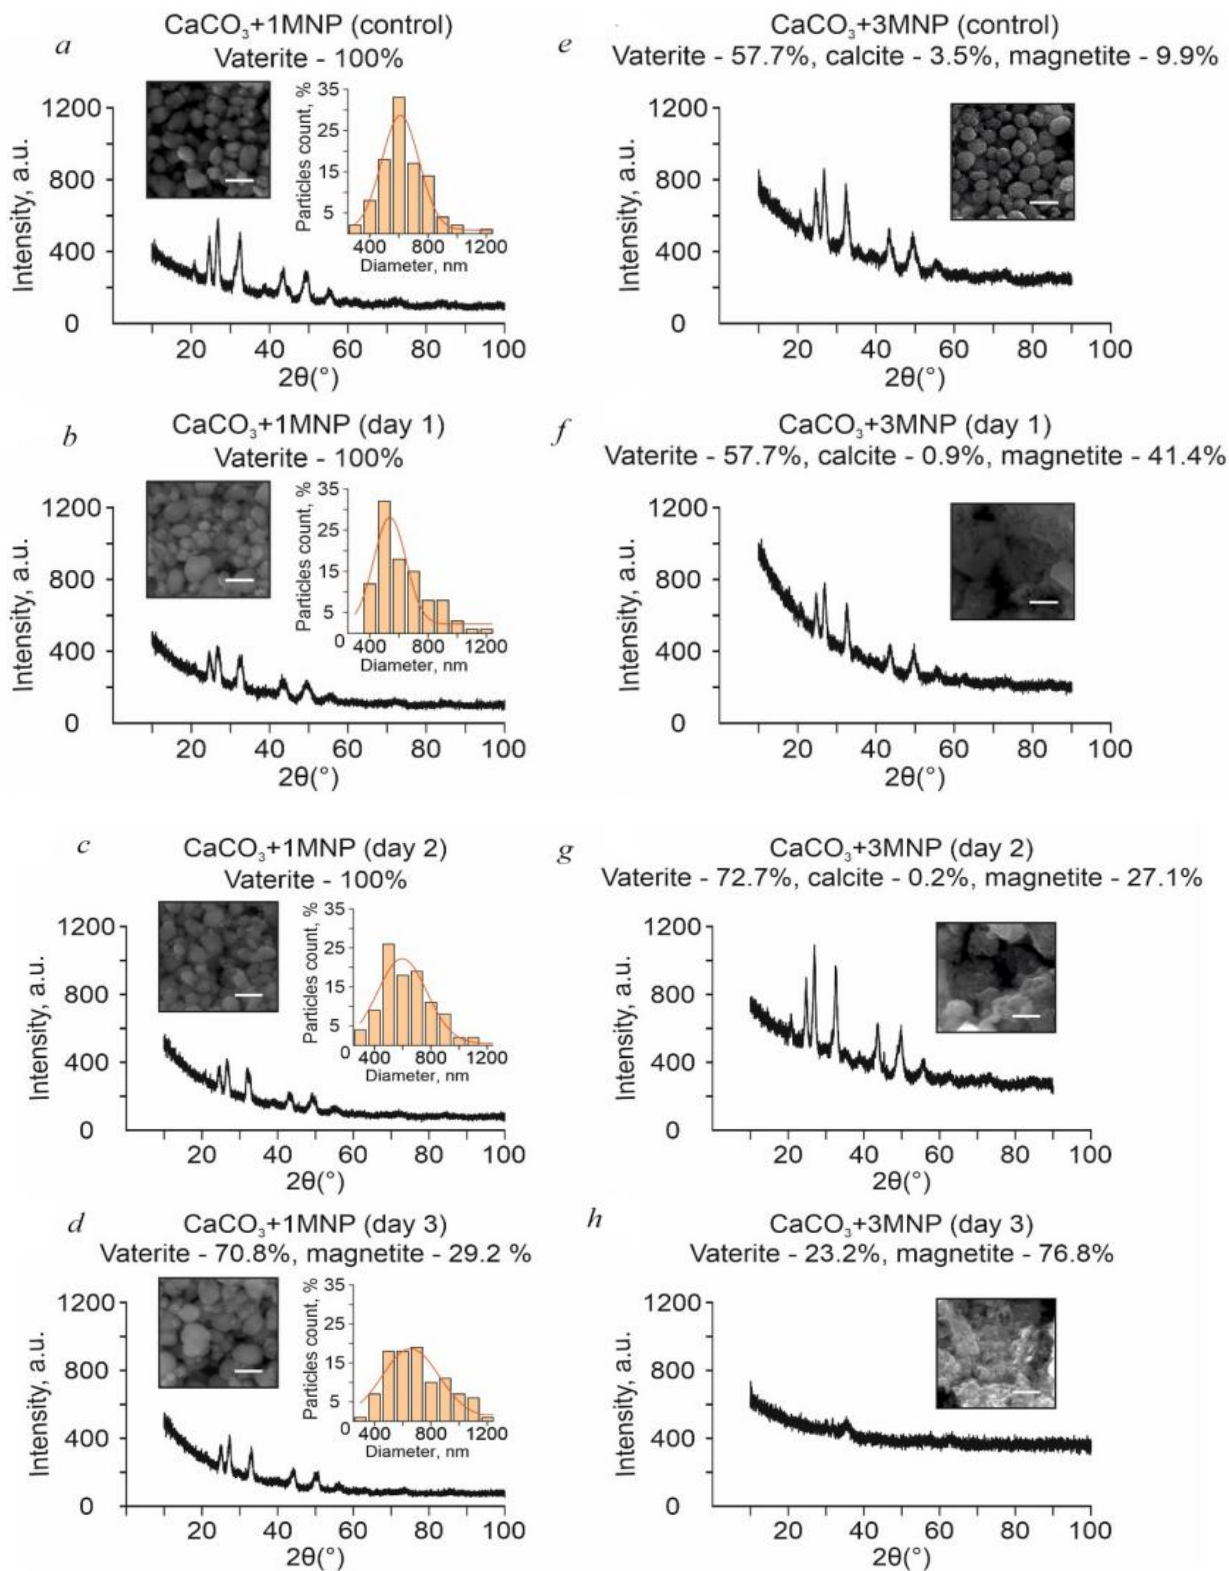 a
CaCO₃+1MNP (control)
Vaterite - 100%
Intensity, a.u.
1200
800
400
0
20 40 60 80 100
2θ(°)
Particles count, %
35
25
15
5
400 800 1200
Diameter, nm
e
CaCO₃+3MNP (control)
Vaterite - 57.7%, calcite - 3.5%, magnetite - 9.9%
Intensity, a.u.
1200
800
400
0
20 40 60 80 100
2θ(°)
b
CaCO₃+1MNP (day 1)
Vaterite - 100%
Intensity, a.u.
1200
800
400
0
20 40 60 80 100
2θ(°)
Particles count, %
35
25
15
5
0 400 800 1200
Diameter, nm
f
CaCO₃+3MNP (day 1)
Vaterite - 57.7%, calcite - 0.9%, magnetite - 41.4%
Intensity, a.u.
1200
800
400
0
20 40 60 80 100
2θ(°)
c
CaCO₃+1MNP (day 2)
Vaterite - 100%
Intensity, a.u.
1200
800
400
0
20 40 60 80 100
2θ(°)
Particles count, %
35
25
15
5
0 400 800 1200
Diameter, nm
g
CaCO₃+3MNP (day 2)
Vaterite - 72.7%, calcite - 0.2%, magnetite - 27.1%
Intensity, a.u.
1200
800
400
0
20 40 60 80 100
2θ(°)
d
CaCO₃+1MNP (day 3)
Vaterite - 70.8%, magnetite - 29.2 %
Intensity, a.u.
1200
800
400
0
20 40 60 80 100
2θ(°)
Particles count, %
35
25
15
5
0 400 800 1200
Diameter, nm
h
CaCO₃+3MNP (day 3)
Vaterite - 23.2%, magnetite - 76.8%
Intensity, a.u.
1200
800
400
0
20 40 60 80 100
2θ(°)